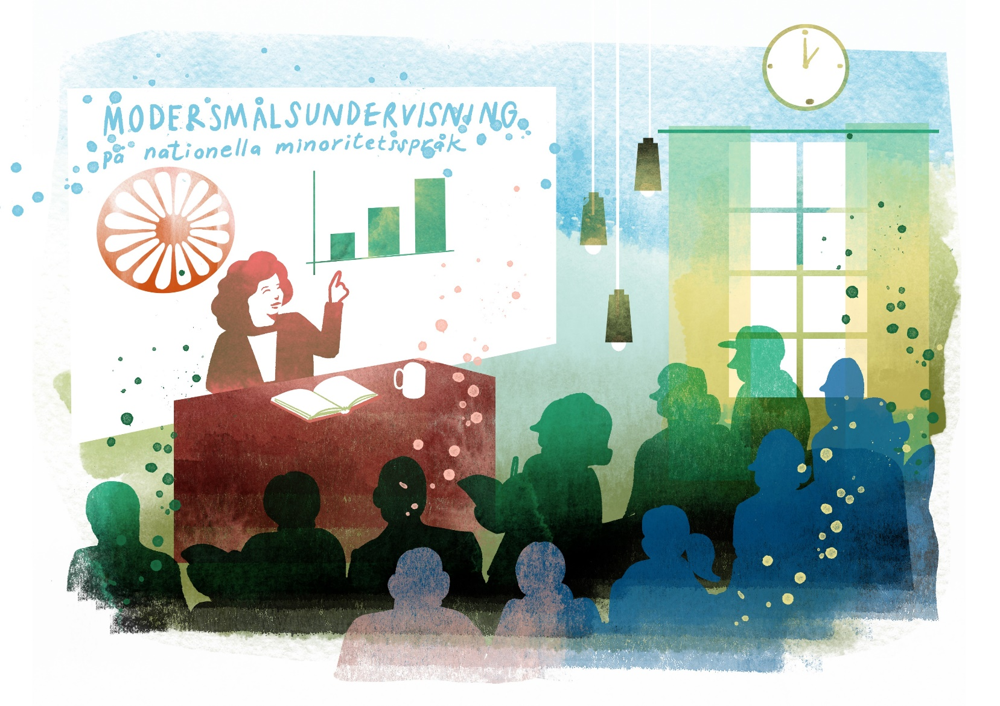 MODERSMÅLSUNDERVISNING
på nationella minoritetsspråk